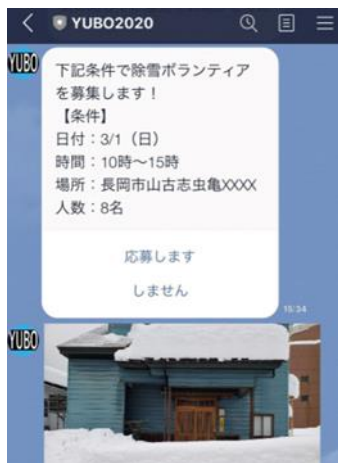 YUBO2020
YUBO
下記条件で除雪ボランティア
を募集します！
【条件】
日付：3/1（日）
時間：10時～15時
場所：長岡市山古志虫亀XXXX
人数：8名
応募します
しません
15:34
YUBO